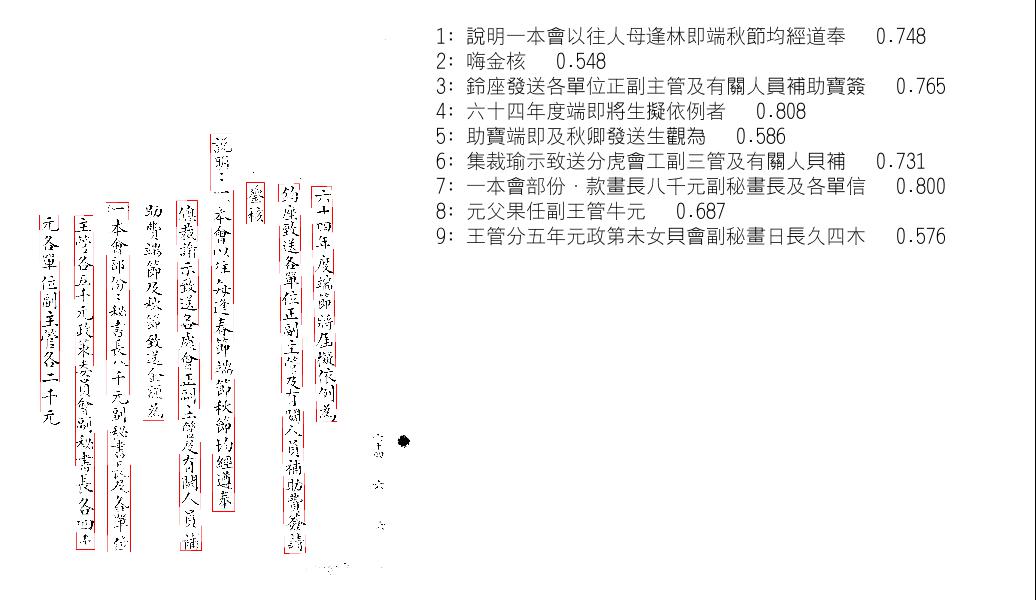 六十四年度端節將屆擬依例為
鈞座致送各單位正副主管及有關人員補助費簽請
鑒核
說明：一本會以往每逢春節端節秋節均經遵奉
總裁諭示致送各處會正副主管及有關人員補
助費端節及秋節致送金額為
一本會部份：秘書長八千元副秘書長及各單位
主管各五千元政策委員會副秘書長各四千
元各單位副主管各二千元
六 六
1: 說明一本會以往人母逢林即端秋節均經道奉 0.748
2: 嗨金核 0.548
3: 鈴座發送各單位正副主管及有關人員補助寶簽 0.765
4: 六十四年度端即將生擬依例者 0.808
5: 助寶端即及秋卿發送生觀為 0.586
6: 集裁瑜示致送分虎會工副三管及有關人貝補 0.731
7: 一本會部份．款畫長八千元副秘畫長及各單信 0.800
8: 元父果任副王管牛元 0.687
9: 王管分五年元政第未女貝會副秘畫日長久四木 0.576